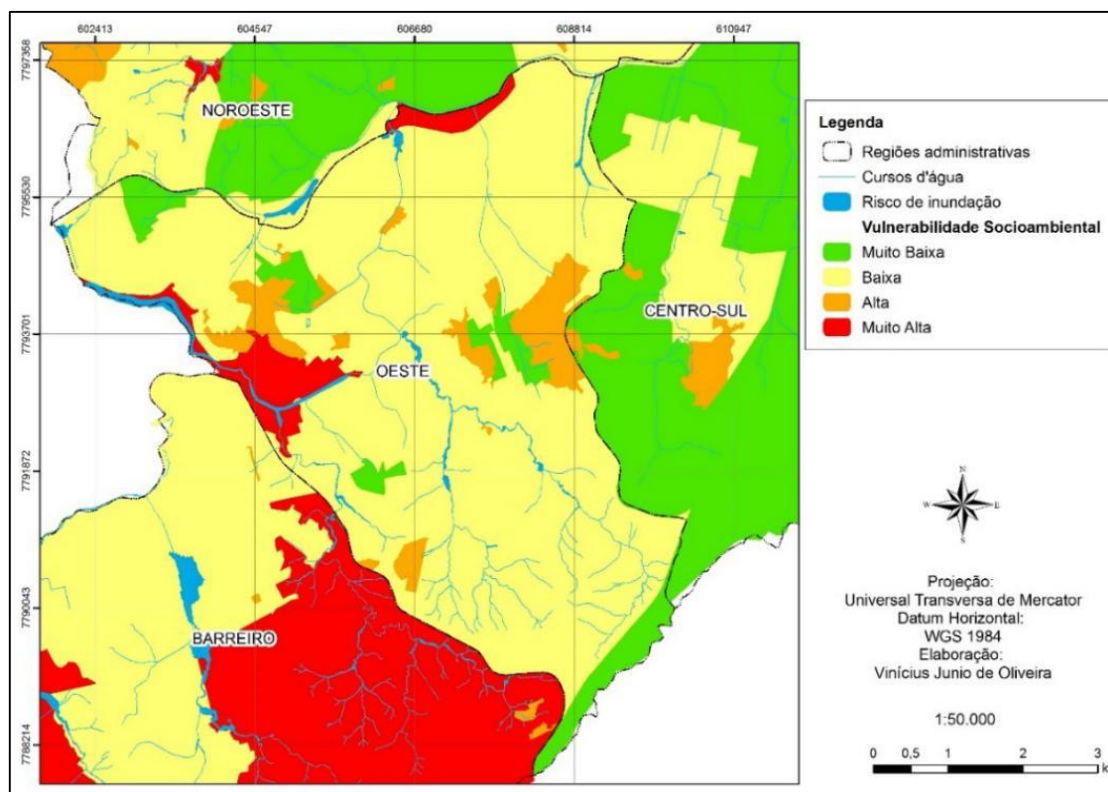 602413 604547 606680 608814 610947
7797358
7795530
7793701
7791872
7790043
7788214
NOROESTE
CENTRO-SUL
OESTE
BARREIRO
Legenda
Regiões administrativas
Cursos d'água
Risco de inundação
Vulnerabilidade Socioambiental
Muito Baixa
Baixa
Alta
Muito Alta
N
W E
S
Projeção:
Universal Transversa de Mercator
Datum Horizontal:
WGS 1984
Elaboração:
Vinícius Junio de Oliveira
1:50.000
0 0,5 1 2 3